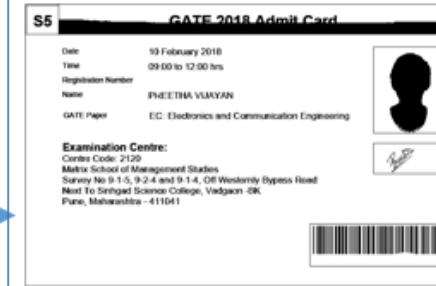 S5
GATE 2018 Admit Card
Date 10 February 2018
Time 09:00 to 12:00 hrs
Registration Number
Name PREETHA VIJAYAN
GATE Paper EC: Electronics and Communication Engineering
Examination Centre:
Centre Code: 2129
Matrix School of Management Studies
Survey No 9-1-5, 9-2-4 and 9-1-4, Off Westernly Bypass Road
Next To Sinhgad Science College, Vadgaon -BK
Pune, Maharashtra - 411041